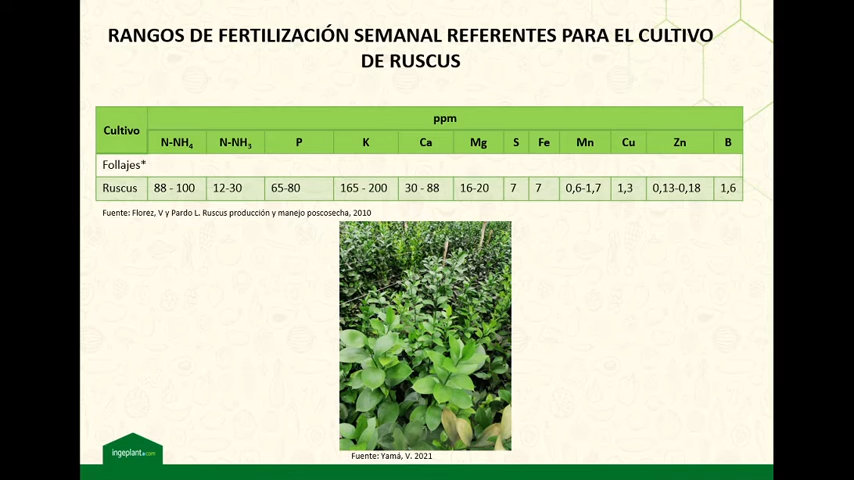 RANGOS DE FERTILIZACIÓN SEMANAL REFERENTES PARA EL CULTIVO
DE RUSCUS
Cultivo ppm
N-NH4 N-NH3 P K Ca Mg S Fe Mn Cu Zn B
Follajes*
Ruscus 88 - 100 12-30 65-80 165 - 200 30 - 88 16-20 7 7 0,6-1,7 1,3 0,13-0,18 1,6
Fuente: Florez, V y Pardo L. Ruscus producción y manejo poscosecha, 2010
ingeplant.com
Fuente: Yamá, V. 2021